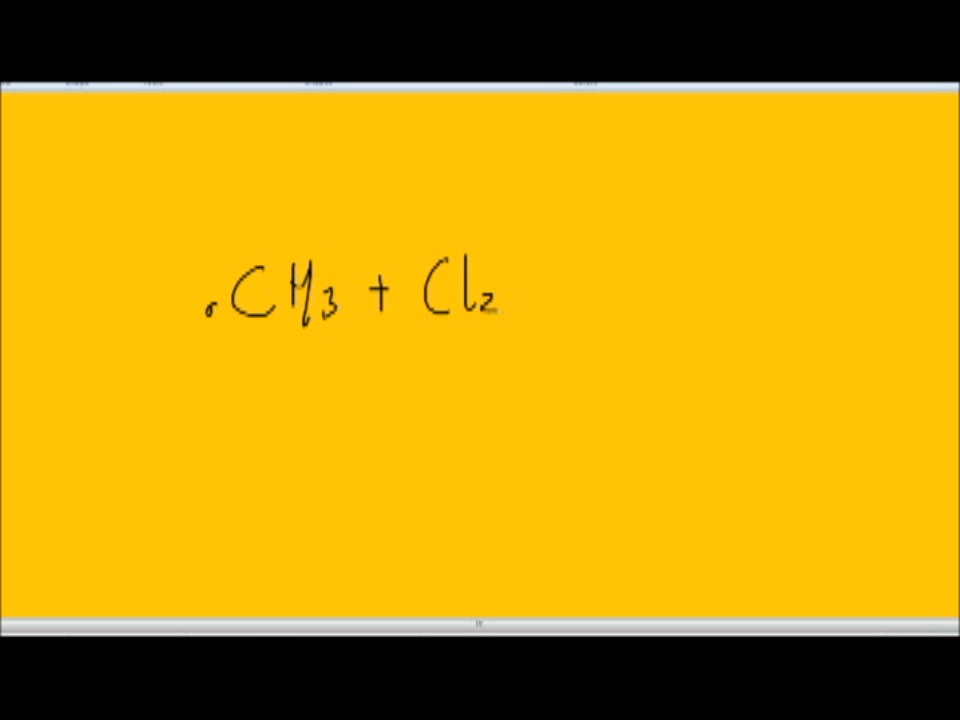 •CH₃ + Cl₂